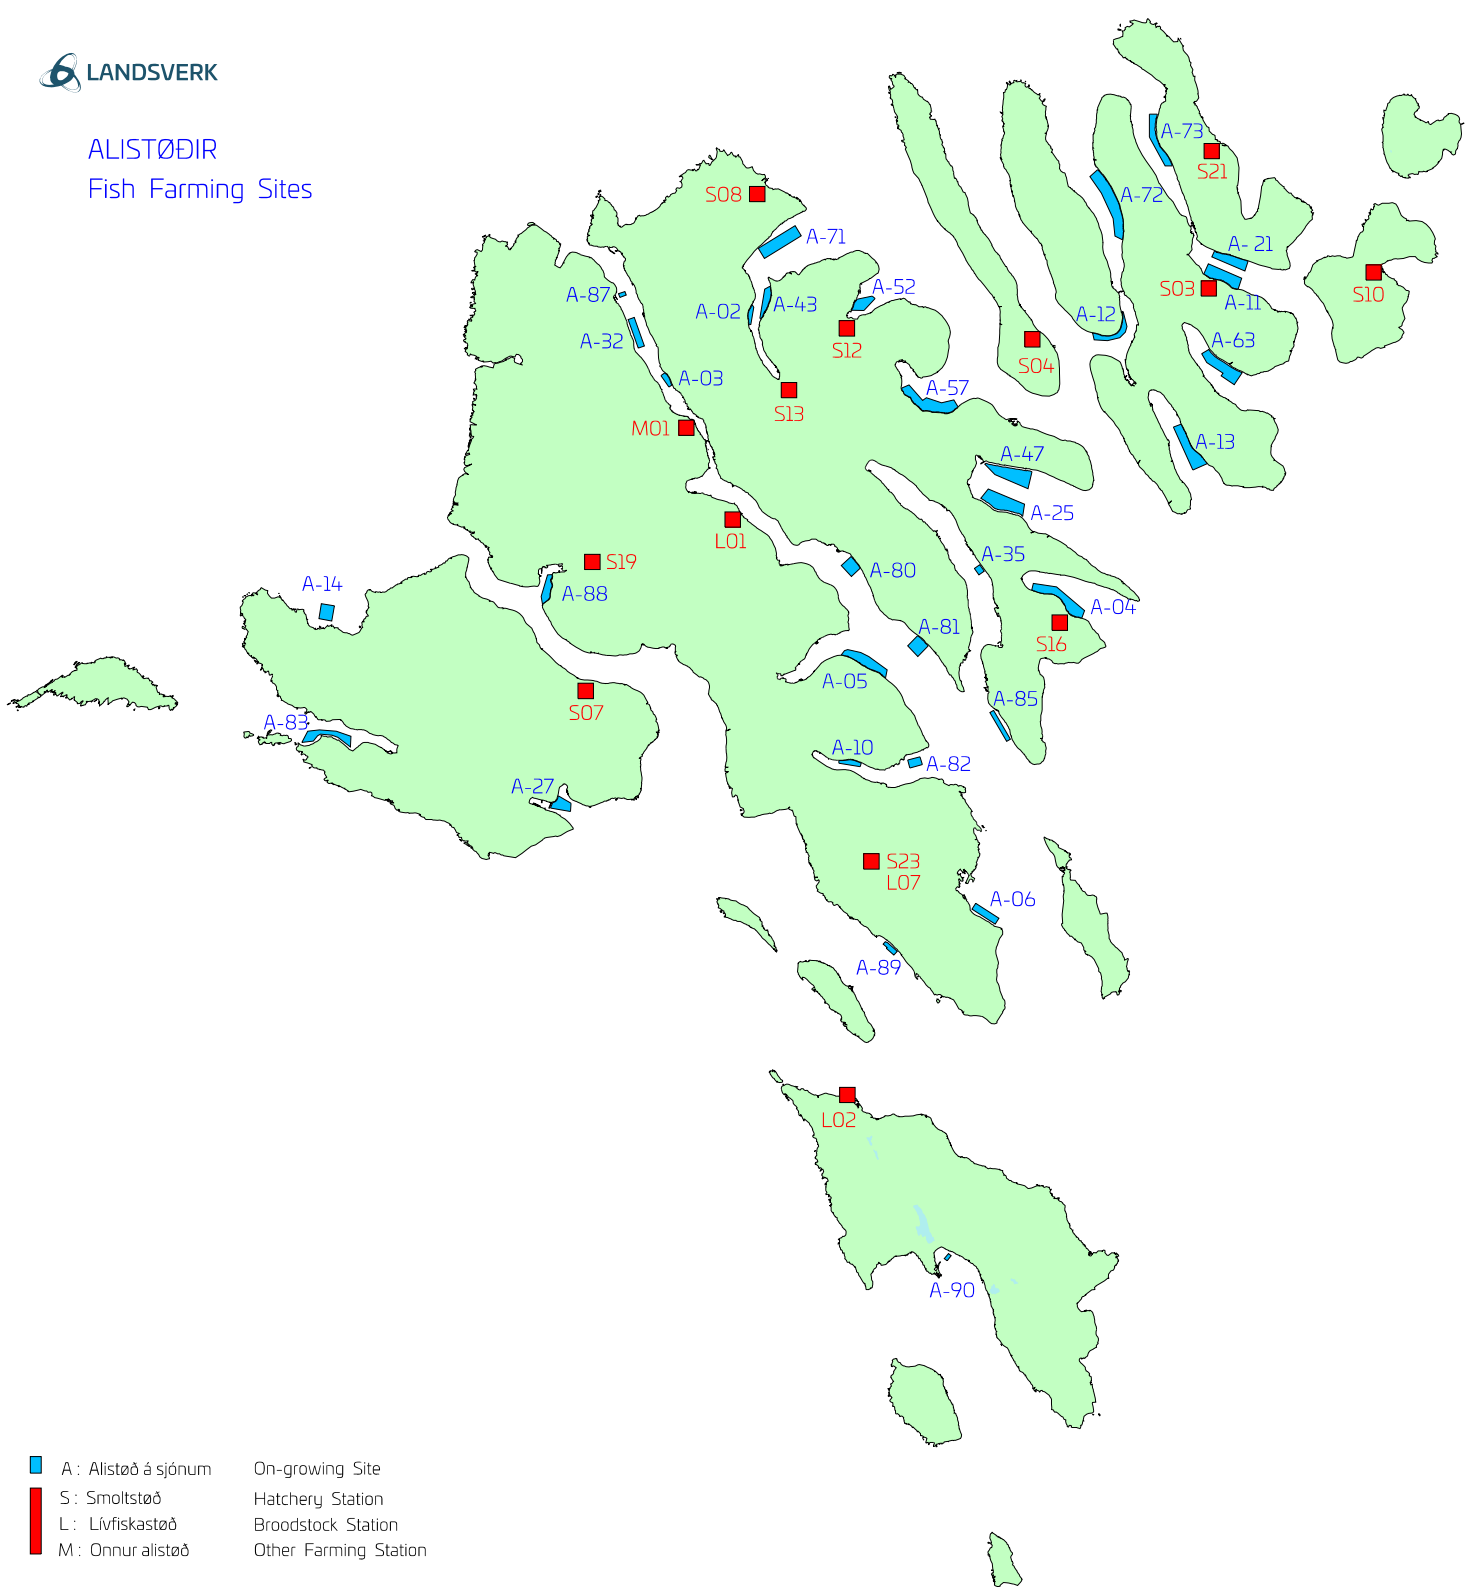 LANDSVERK
ALISTØÐIR
Fish Farming Sites
A-73
S21
S08
A-72
A-71
A- 21
A-87
A-52
S03
S10
A-02
A-43
A-11
A-32
A-12
S12
A-63
S04
A-03
A-57
S13
M01
A-13
A-47
A-25
L01
A-35
S19
A-80
A-14
A-88
A-04
A-81
S16
A-05
A-85
S07
A-83
A-10
A-82
A-27
S23
L07
A-06
A-89
L02
A-90
A : Alistøð á sjónum On-growing Site
S : Smoltstøð Hatchery Station
L : Lívfiskastøð Broodstock Station
M : Onnur alistøð Other Farming Station